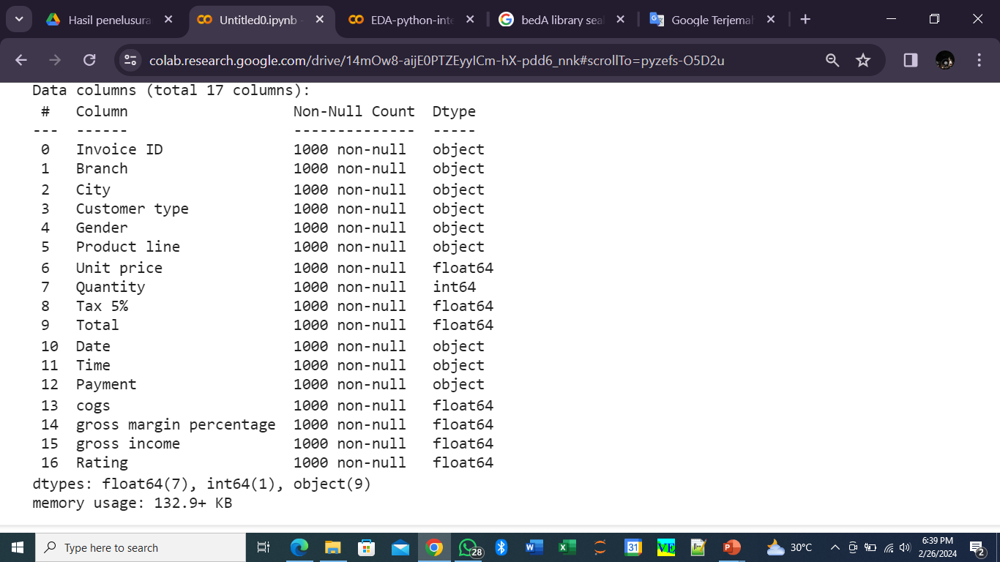 Hasil penelusura
Untitled0.ipynb -
EDA-python-inte
bedA library seab
Google Terjemah
colab.research.google.com/drive/14mOw8-aijE0PTZEyyICm-hX-pdd6_nnk#scrollTo=pyzefs-O5D2u
Data columns (total 17 columns):
# Column Non-Null Count Dtype
--- ------ -------------- -----
0 Invoice ID 1000 non-null object
1 Branch 1000 non-null object
2 City 1000 non-null object
3 Customer type 1000 non-null object
4 Gender 1000 non-null object
5 Product line 1000 non-null object
6 Unit price 1000 non-null float64
7 Quantity 1000 non-null int64
8 Tax 5% 1000 non-null float64
9 Total 1000 non-null float64
10 Date 1000 non-null object
11 Time 1000 non-null object
12 Payment 1000 non-null object
13 cogs 1000 non-null float64
14 gross margin percentage 1000 non-null float64
15 gross income 1000 non-null float64
16 Rating 1000 non-null float64
dtypes: float64(7), int64(1), object(9)
memory usage: 132.9+ KB
Type here to search
28
31
VE
30°C
6:39 PM
2/26/2024
2